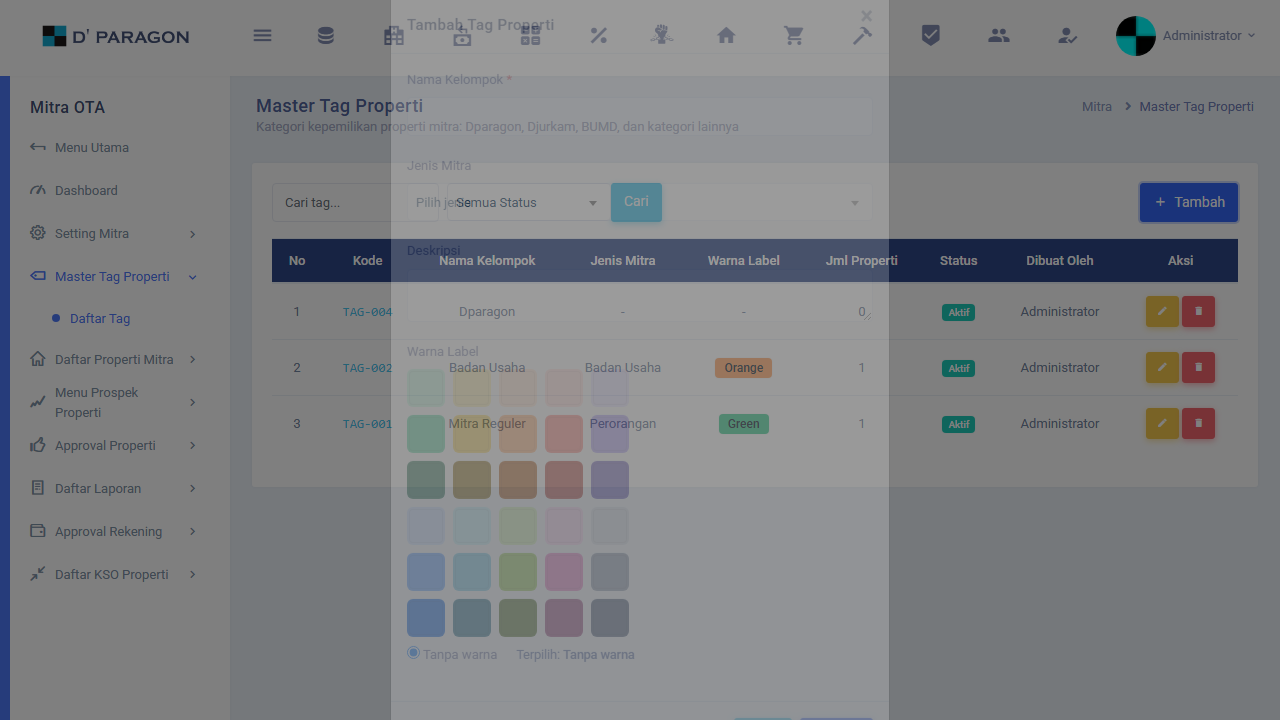 D' PARAGON
Administrator
Mitra OTA
Menu Utama
Dashboard
Setting Mitra
Master Tag Properti
Daftar Tag
Daftar Properti Mitra
Menu Prospek
Properti
Approval Properti
Daftar Laporan
Approval Rekening
Daftar KSO Properti
Master Tag Properti
Kategori kepemilikan properti mitra: Dparagon, Djurkam, BUMD, dan kategori lainnya
Mitra > Master Tag Properti
Cari tag...
Semua Status
Cari
+ Tambah
No Kode Nama Kelompok Jenis Mitra Warna Label Jml Properti Status Dibuat Oleh Aksi
1 TAG-004 Dparagon - - 0 Aktif Administrator
2 TAG-002 Badan Usaha Badan Usaha Orange 1 Aktif Administrator
3 TAG-001 Mitra Reguler Perorangan Green 1 Aktif Administrator
Tambah Tag Properti
×
Nama Kelompok *
Jenis Mitra
Pilih jenis
Deskripsi
Warna Label
Tanpa warna
Terpilih: Tanpa warna